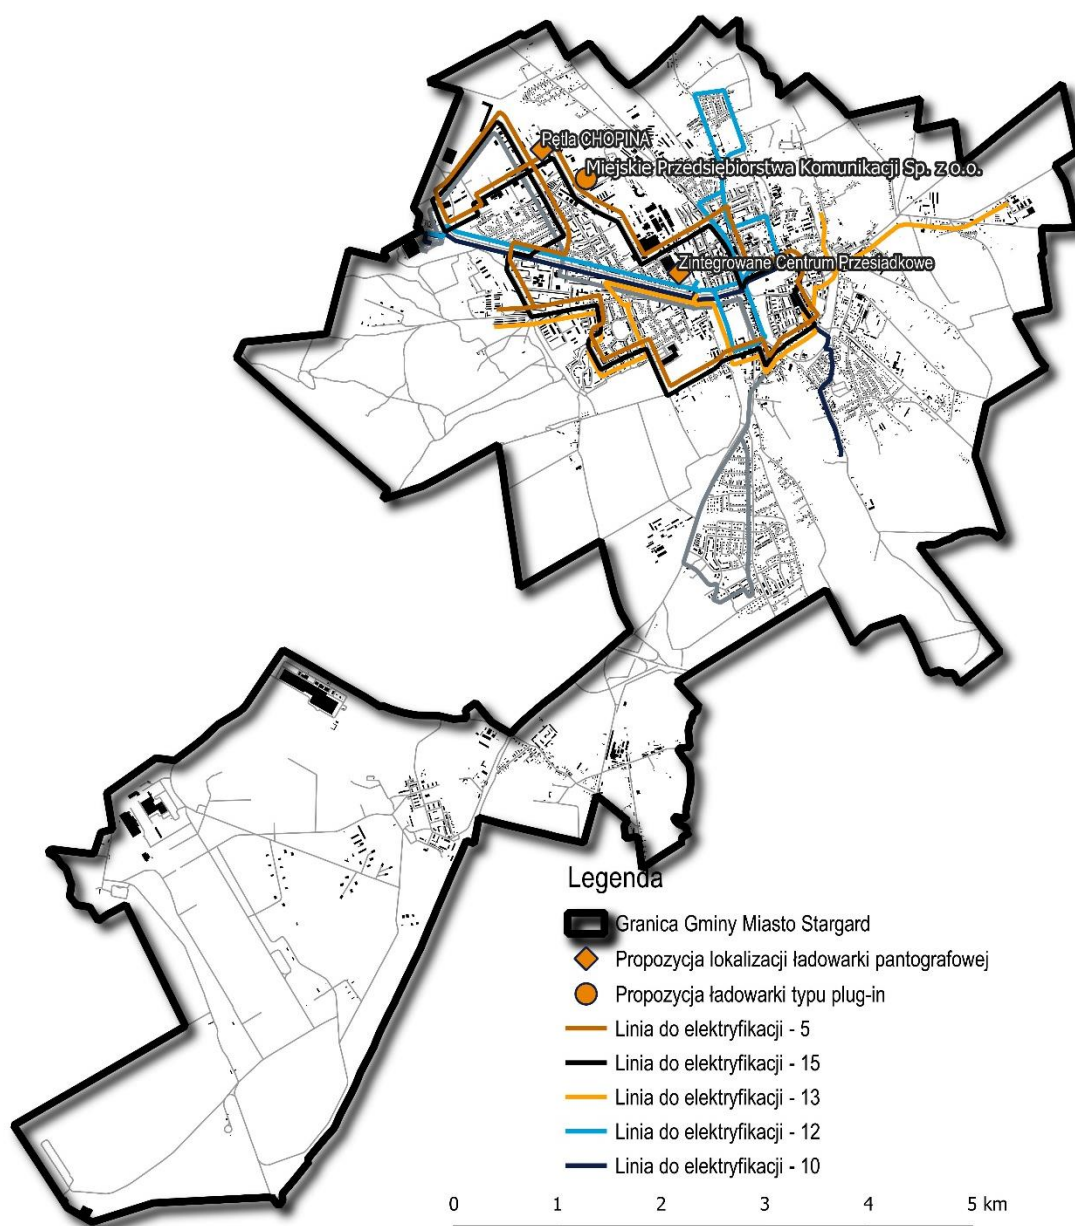 Pętla CHOPINA
Miejskie Przedsiębiorstwa Komunikacji Sp. z o.o.
Zintegrowane Centrum Przesiadkowe
Legenda
Granica Gminy Miasto Stargard
Propozycja lokalizacji ładowarki pantografowej
Propozycja ładowarki typu plug-in
Linia do elektryfikacji - 5
Linia do elektryfikacji - 15
Linia do elektryfikacji - 13
Linia do elektryfikacji - 12
Linia do elektryfikacji - 10
0 1 2 3 4 5 km